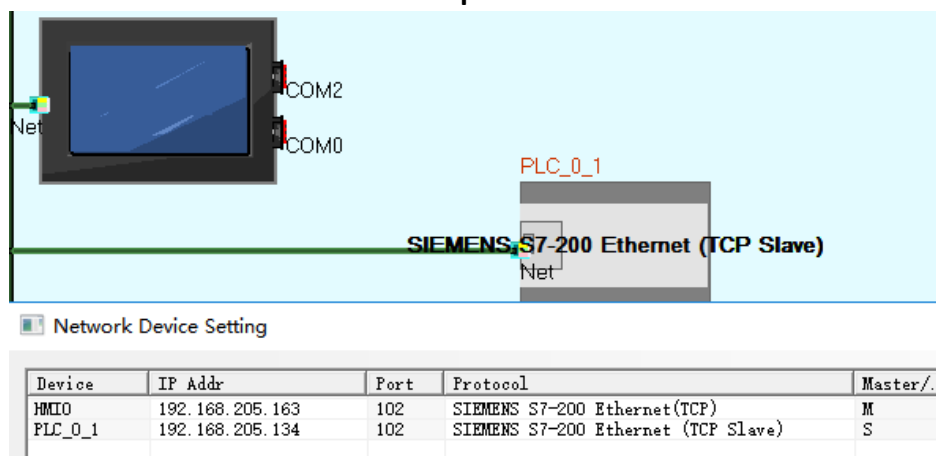 COM2
Net
COM0
PLC_0_1
SIEMENS S7-200 Ethernet (TCP Slave)
Net
Network Device Setting
Device IP Addr Port Protocol Master/.
HMI0 192.168.205.163 102 SIEMENS S7-200 Ethernet(TCP) M
PLC_0_1 192.168.205.134 102 SIEMENS S7-200 Ethernet (TCP Slave) S